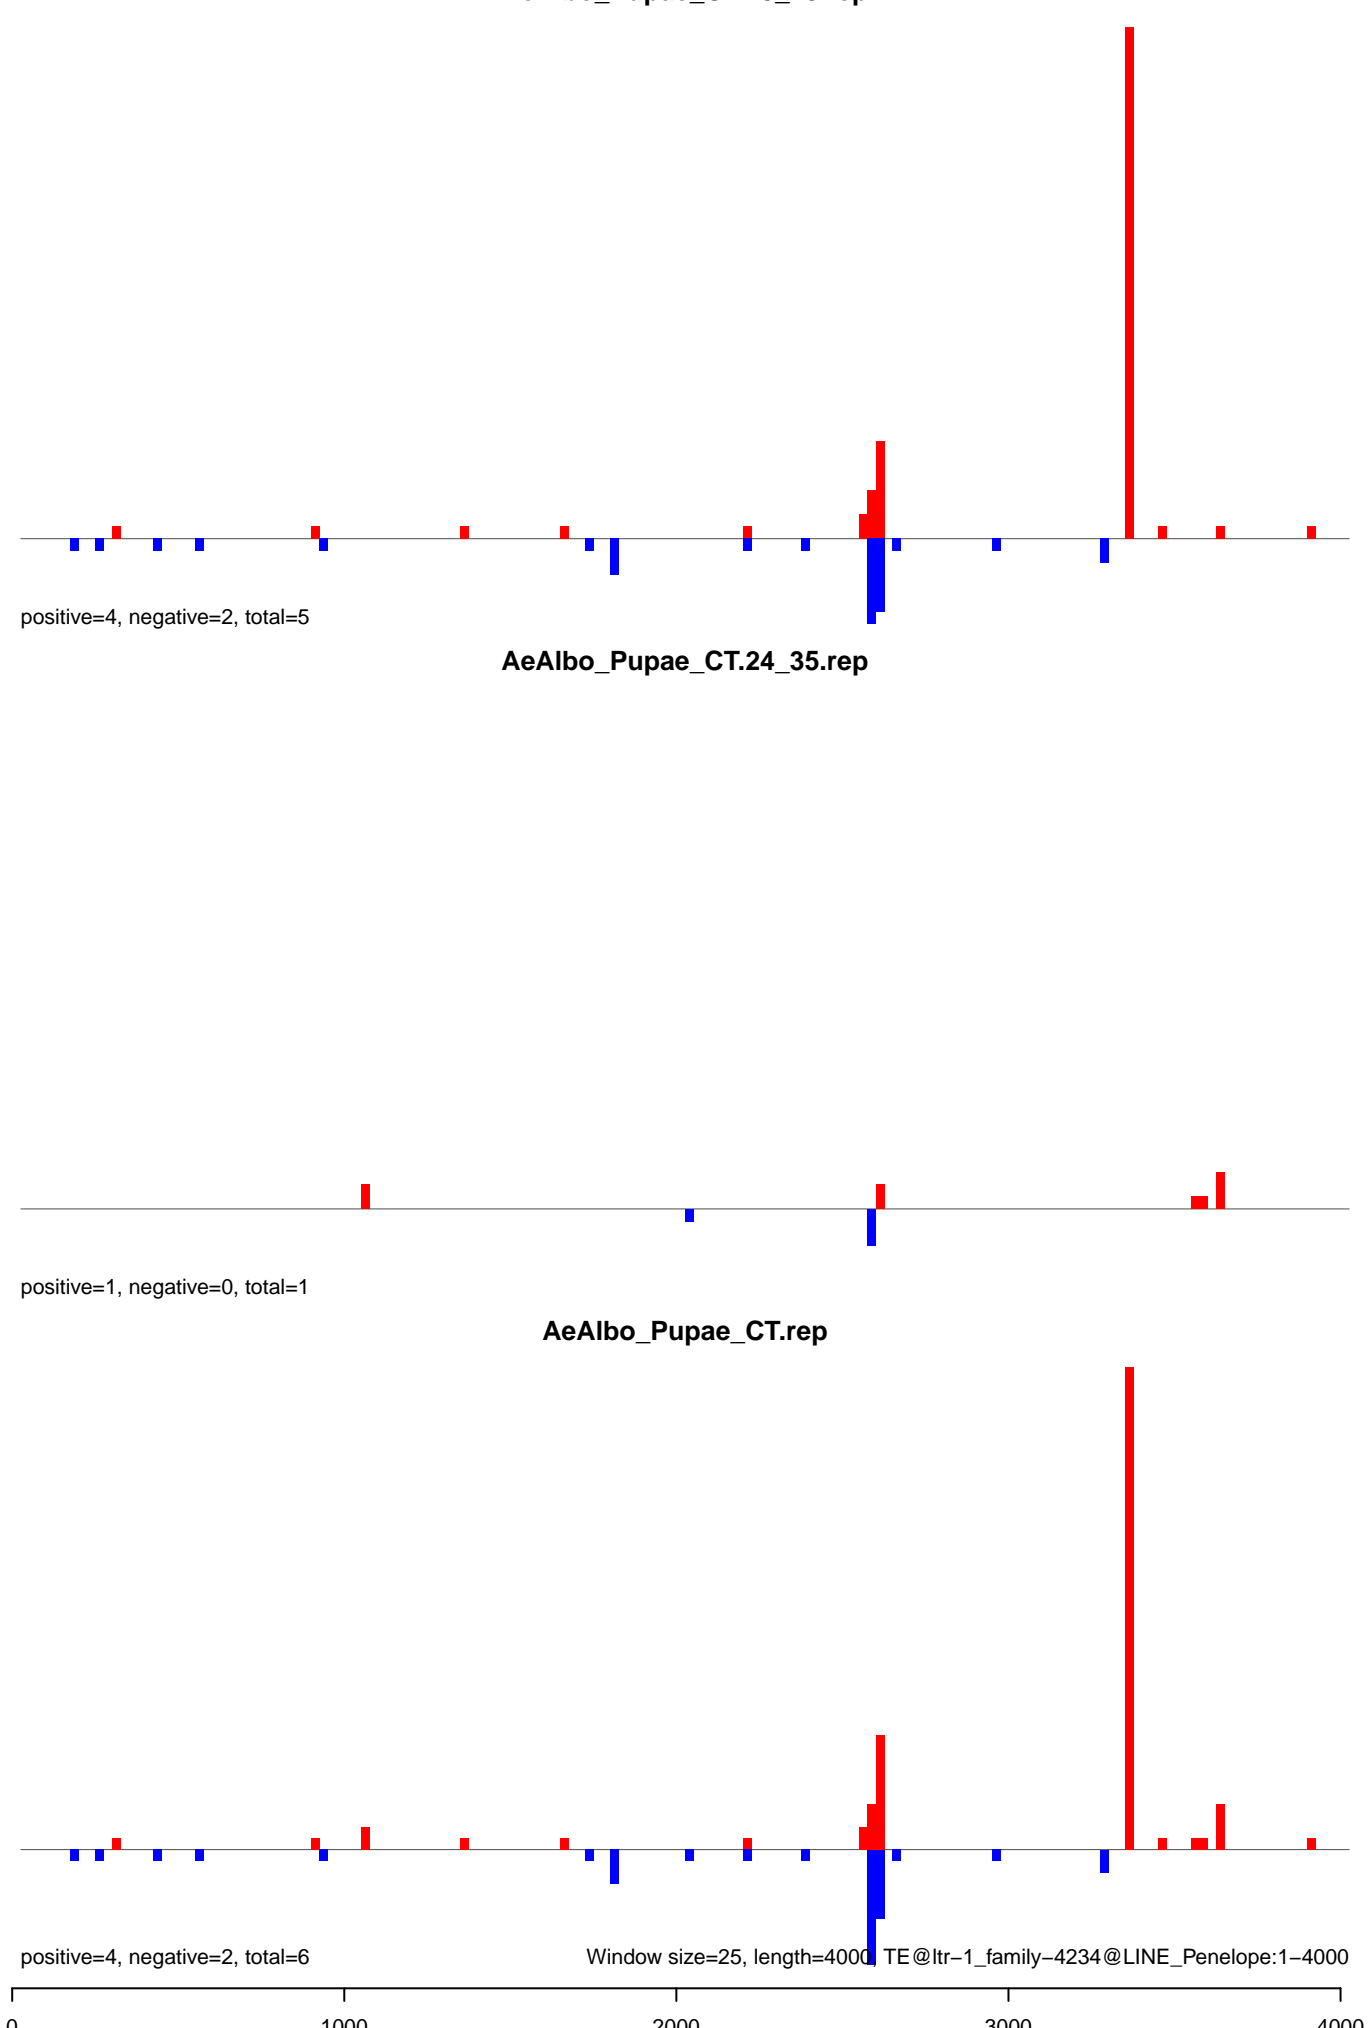 positive=4, negative=2, total=5
AeAlbo_Pupae_CT.24_35.rep
positive=1, negative=0, total=1
AeAlbo_Pupae_CT.rep
positive=4, negative=2, total=6
Window size=25, length=4000, TE@ltr−1_family−4234@LINE_Penelope:1−4000
0 1000 2000 3000 4000